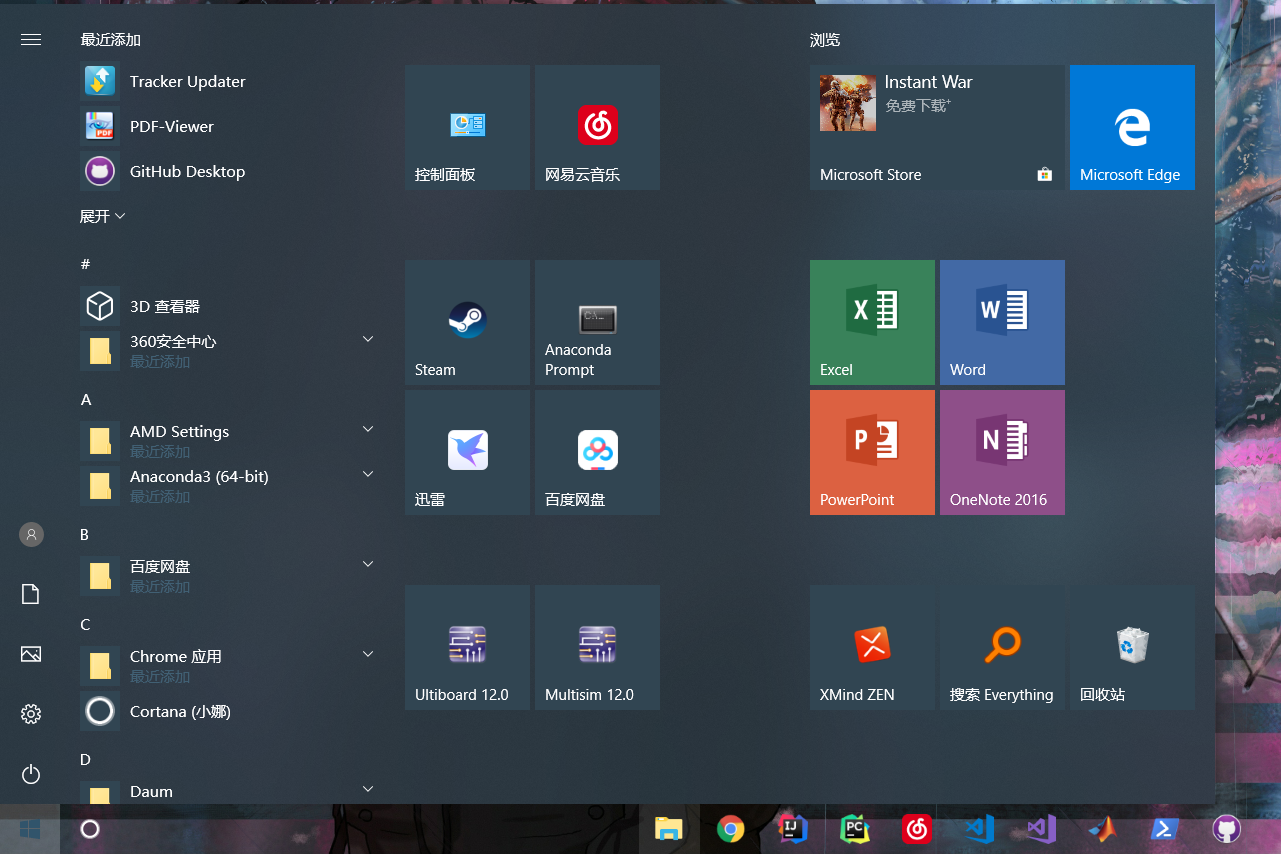 最近添加
Tracker Updater
PDF-Viewer
GitHub Desktop
展开
#
3D 查看器
360安全中心
最近添加
A
AMD Settings
最近添加
Anaconda3 (64-bit)
最近添加
B
百度网盘
最近添加
C
Chrome 应用
最近添加
Cortana (小娜)
D
Daum
控制面板
网易云音乐
Steam
Anaconda
Prompt
迅雷
百度网盘
Ultiboard 12.0
Multisim 12.0
浏览
Instant War
免费下载+
Microsoft Store
Microsoft Edge
Excel
Word
PowerPoint
OneNote 2016
XMind ZEN
搜索 Everything
回收站